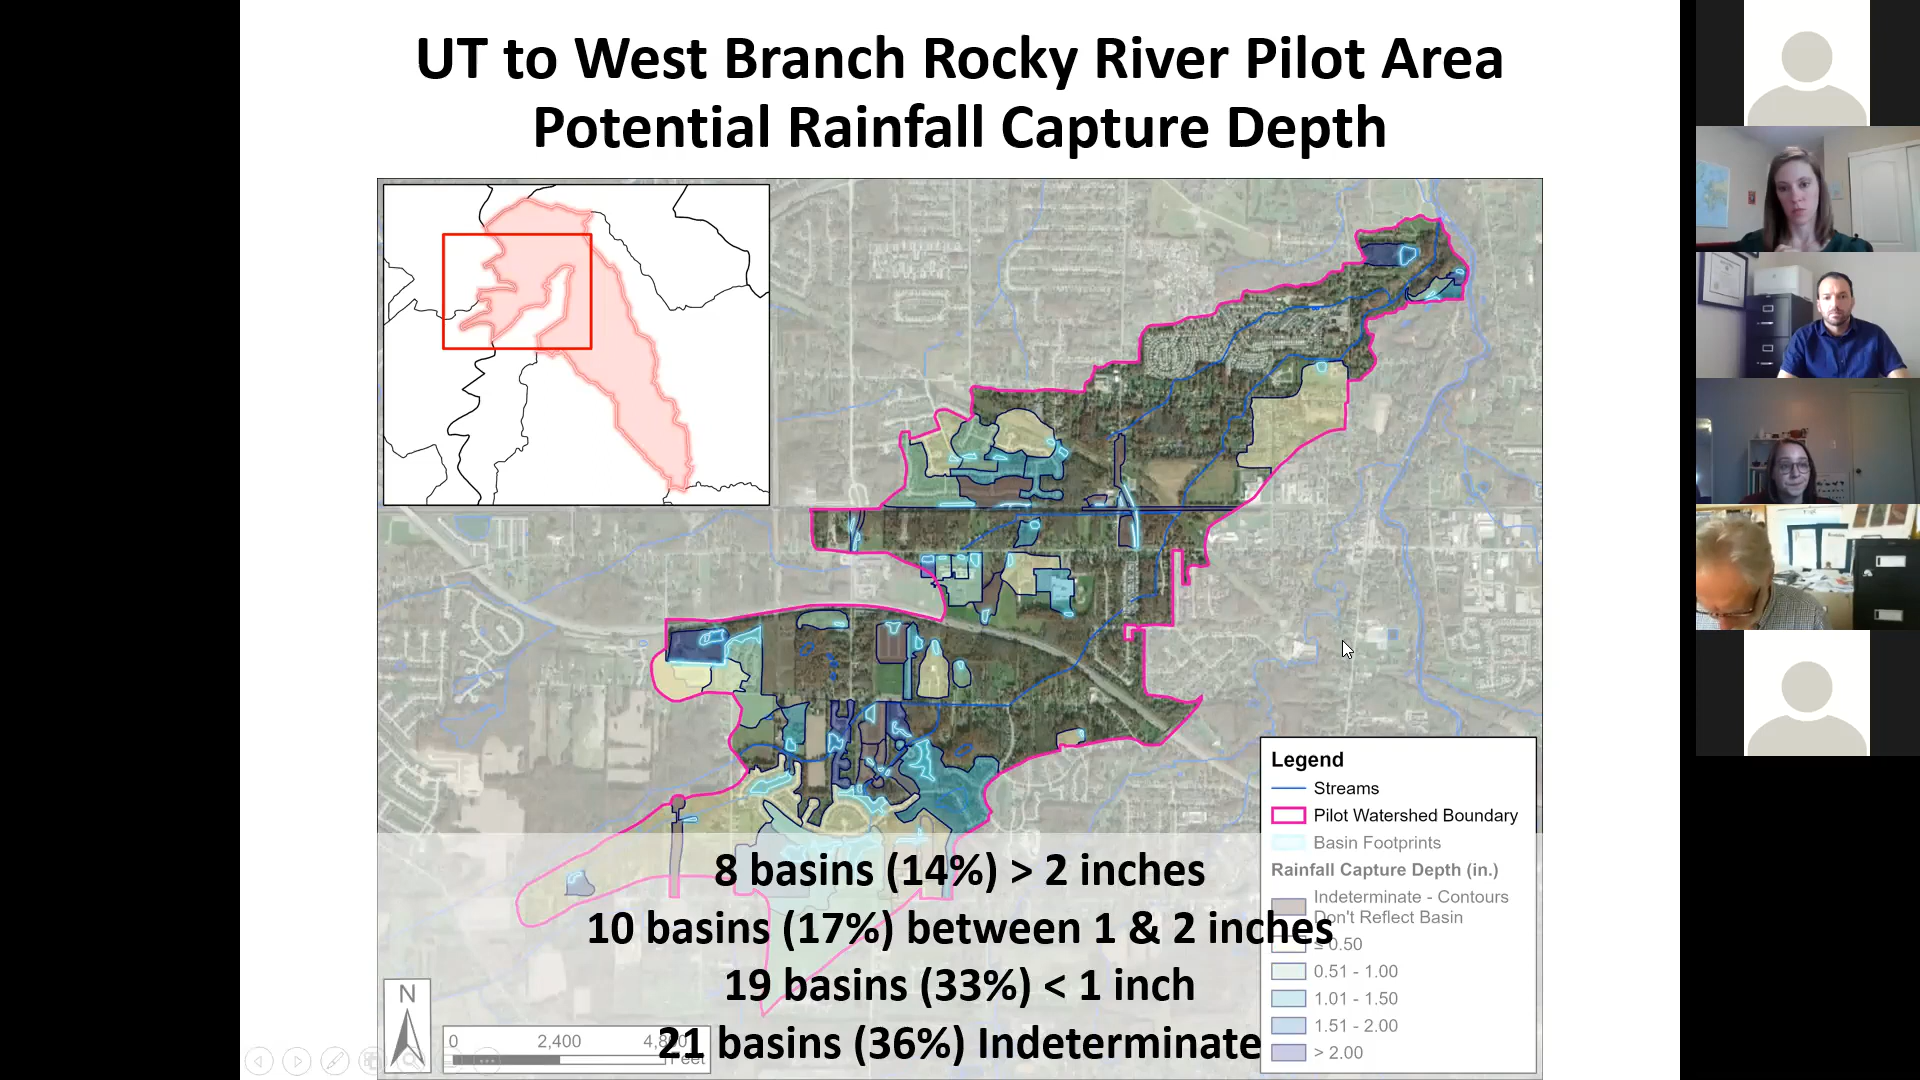 UT to West Branch Rocky River Pilot Area
Potential Rainfall Capture Depth
Legend
Streams
Pilot Watershed Boundary
Basin Footprints
Rainfall Capture Depth (in.)
Indeterminate - Contours
Don't Reflect Basin
≤ 0.50
0.51 - 1.00
1.01 - 1.50
1.51 - 2.00
> 2.00
8 basins (14%) > 2 inches
10 basins (17%) between 1 & 2 inches
19 basins (33%) < 1 inch
21 basins (36%) Indeterminate
N
0 2,400 4,800
Feet